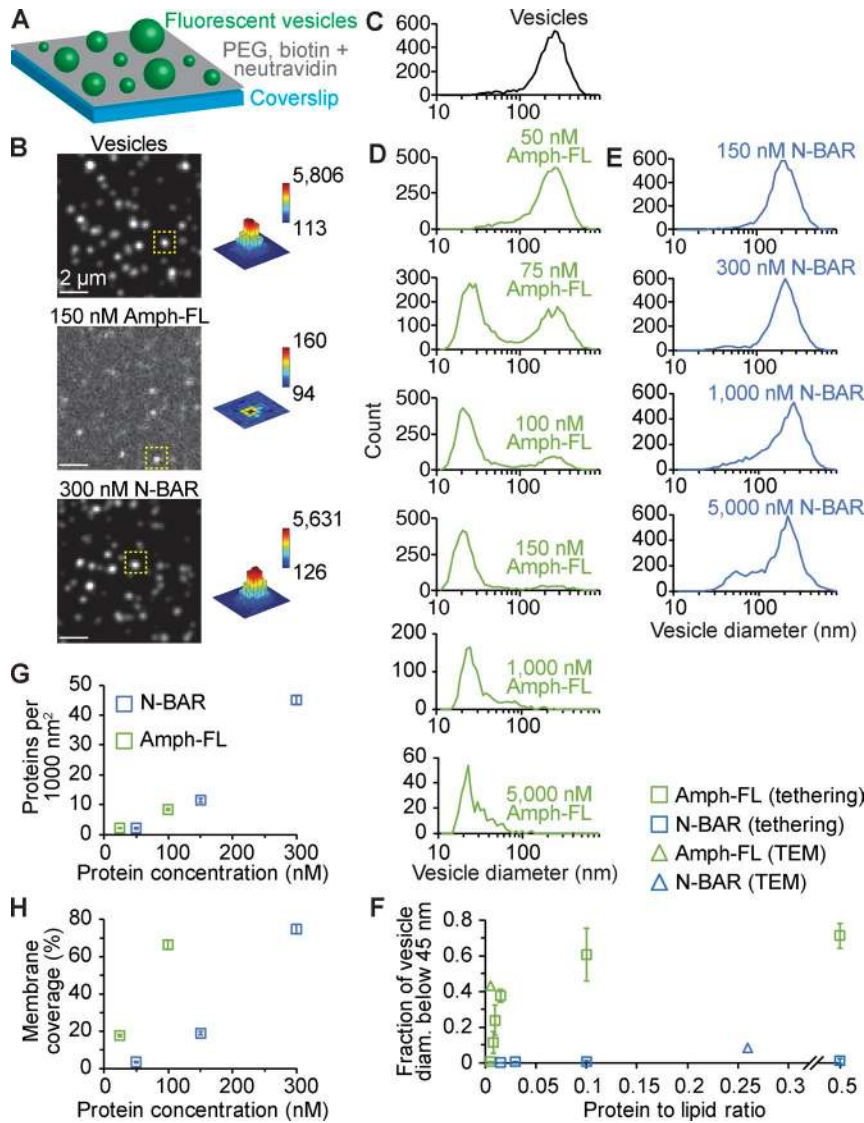 A
Fluorescent vesicles
PEG, biotin +
neutravidin
Coverslip
B
Vesicles
5,806
113
2 µm
150 nM Amph-FL
160
94
300 nM N-BAR
5,631
126
C
Vesicles
600
400
200
0
10
100
D
50 nM
Amph-FL
500
250
0
10
100
75 nM
Amph-FL
300
200
100
0
10
100
Count
100 nM
Amph-FL
500
250
0
10
100
150 nM
Amph-FL
500
250
0
10
100
1,000 nM
Amph-FL
200
100
0
10
100
5,000 nM
Amph-FL
60
40
20
0
10
100
Vesicle diameter (nm)
E
150 nM N-BAR
600
400
200
0
10
100
300 nM N-BAR
600
400
200
0
10
100
1,000 nM N-BAR
600
400
200
0
10
100
5,000 nM N-BAR
600
400
200
0
10
100
Vesicle diameter (nm)
G
Proteins per
1000 nm²
50
40
30
20
10
0
N-BAR
Amph-FL
0
100
200
300
Protein concentration (nM)
H
Membrane
coverage (%)
80
60
40
20
0
0
100
200
300
Protein concentration (nM)
Amph-FL (tethering)
N-BAR (tethering)
Amph-FL (TEM)
N-BAR (TEM)
F
Fraction of vesicle
diam. below 45 nm
0.8
0.6
0.4
0.2
0
0
0.05
0.1
0.15
0.2
0.25
0.3
0.5
Protein to lipid ratio